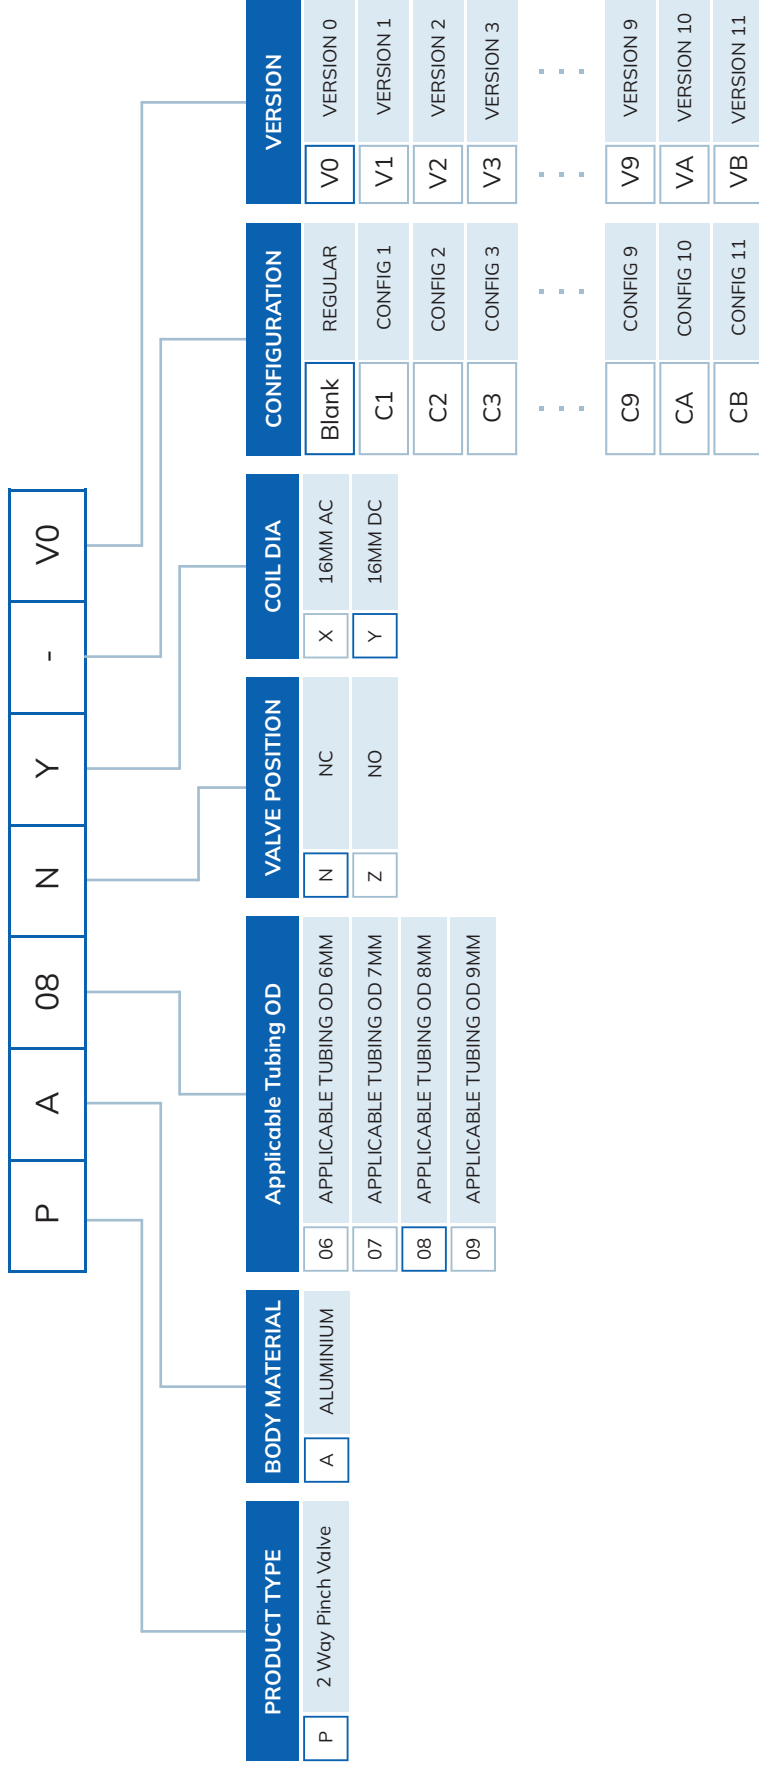 P A 08 N Y - V0
PRODUCT TYPE
P 2 Way Pinch Valve
BODY MATERIAL
A ALUMINIUM
Applicable Tubing OD
06 APPLICABLE TUBING OD 6MM
07 APPLICABLE TUBING OD 7MM
08 APPLICABLE TUBING OD 8MM
09 APPLICABLE TUBING OD 9MM
VALVE POSITION
N NC
Z NO
COIL DIA
X 16MM AC
Y 16MM DC
CONFIGURATION
Blank REGULAR
C1 CONFIG 1
C2 CONFIG 2
C3 CONFIG 3
. . . . . .
C9 CONFIG 9
CA CONFIG 10
CB CONFIG 11
VERSION
V0 VERSION 0
V1 VERSION 1
V2 VERSION 2
V3 VERSION 3
. . . . . .
V9 VERSION 9
VA VERSION 10
VB VERSION 11